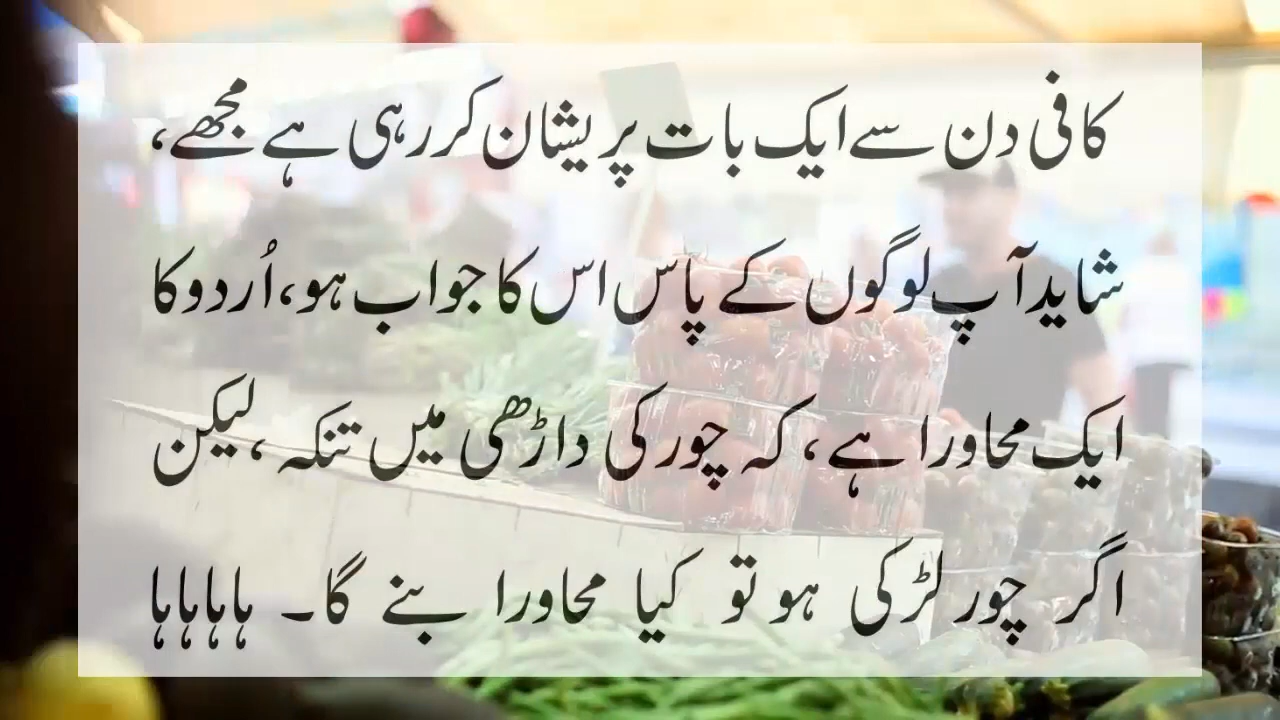 کافی دن سے ایک بات پریشان کر رہی ہے مجھے،
شاید آپ لوگوں کے پاس اس کا جواب ہو، اُردو کا
ایک محاورا ہے، کہ چور کی داڑھی میں تنکہ، لیکن
اگر چور لڑکی ہو تو کیا محاورا بنے گا۔ ہاہاہاہا